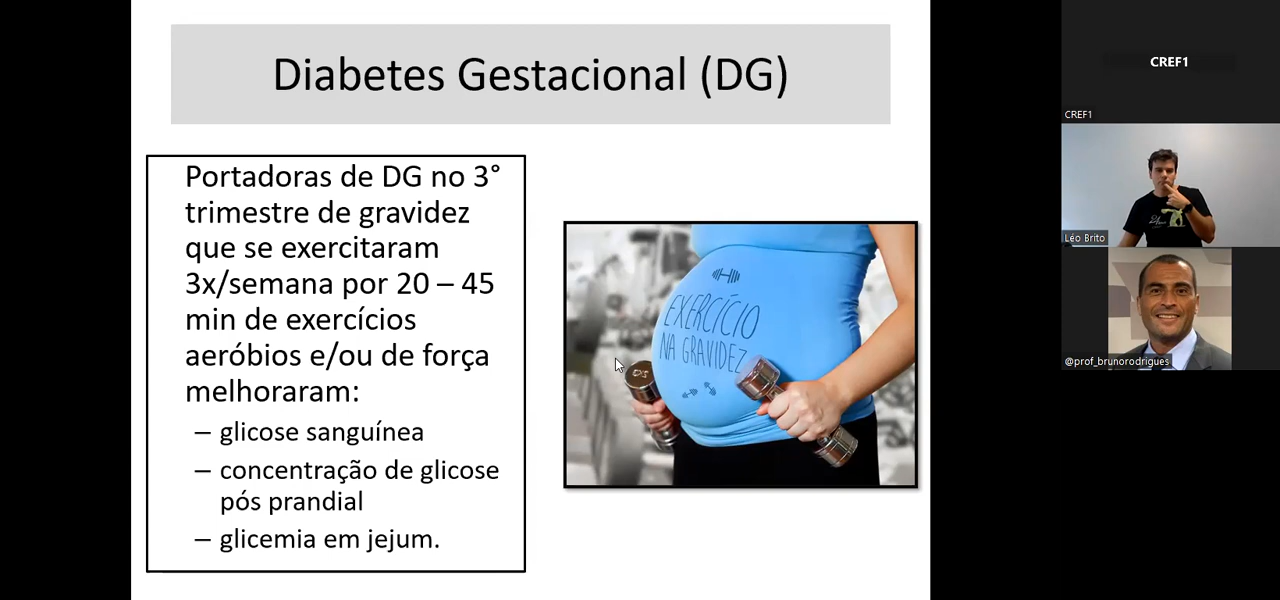 Diabetes Gestacional (DG)
Portadoras de DG no 3°
trimestre de gravidez
que se exercitaram
3x/semana por 20 – 45
min de exercícios
aeróbios e/ou de força
melhoraram:
– glicose sanguínea
– concentração de glicose
pós prandial
– glicemia em jejum.
EXERCÍCIO
NA GRAVIDEZ
CREF1
CREF1
Léo Brito
@prof_brunorodrigues